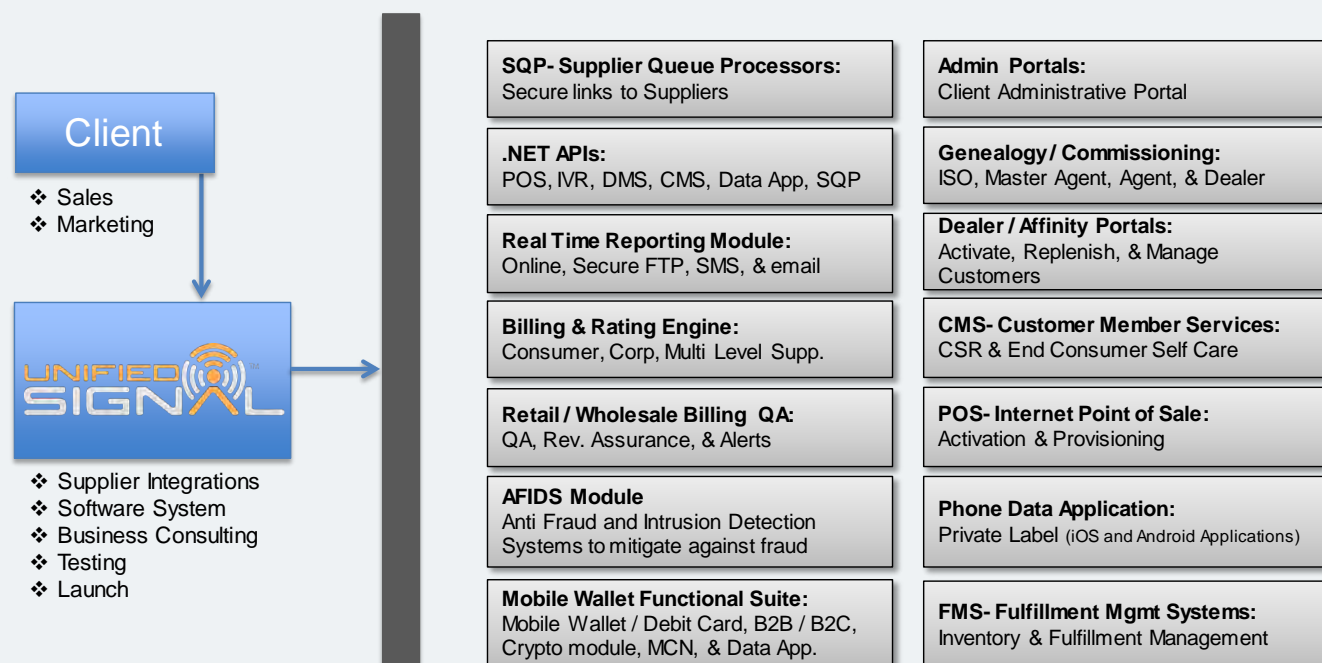 Client
❖ Sales
❖ Marketing
UNIFIED
SIGNAL
™
❖ Supplier Integrations
❖ Software System
❖ Business Consulting
❖ Testing
❖ Launch
SQP- Supplier Queue Processors:
Secure links to Suppliers
.NET APIs:
POS, IVR, DMS, CMS, Data App, SQP
Real Time Reporting Module:
Online, Secure FTP, SMS, & email
Billing & Rating Engine:
Consumer, Corp, Multi Level Supp.
Retail / Wholesale Billing QA:
QA, Rev. Assurance, & Alerts
AFIDS Module
Anti Fraud and Intrusion Detection
Systems to mitigate against fraud
Mobile Wallet Functional Suite:
Mobile Wallet / Debit Card, B2B / B2C,
Crypto module, MCN, & Data App.
Admin Portals:
Client Administrative Portal
Genealogy / Commissioning:
ISO, Master Agent, Agent, & Dealer
Dealer / Affinity Portals:
Activate, Replenish, & Manage
Customers
CMS- Customer Member Services:
CSR & End Consumer Self Care
POS- Internet Point of Sale:
Activation & Provisioning
Phone Data Application:
Private Label (iOS and Android Applications)
FMS- Fulfillment Mgmt Systems:
Inventory & Fulfillment Management